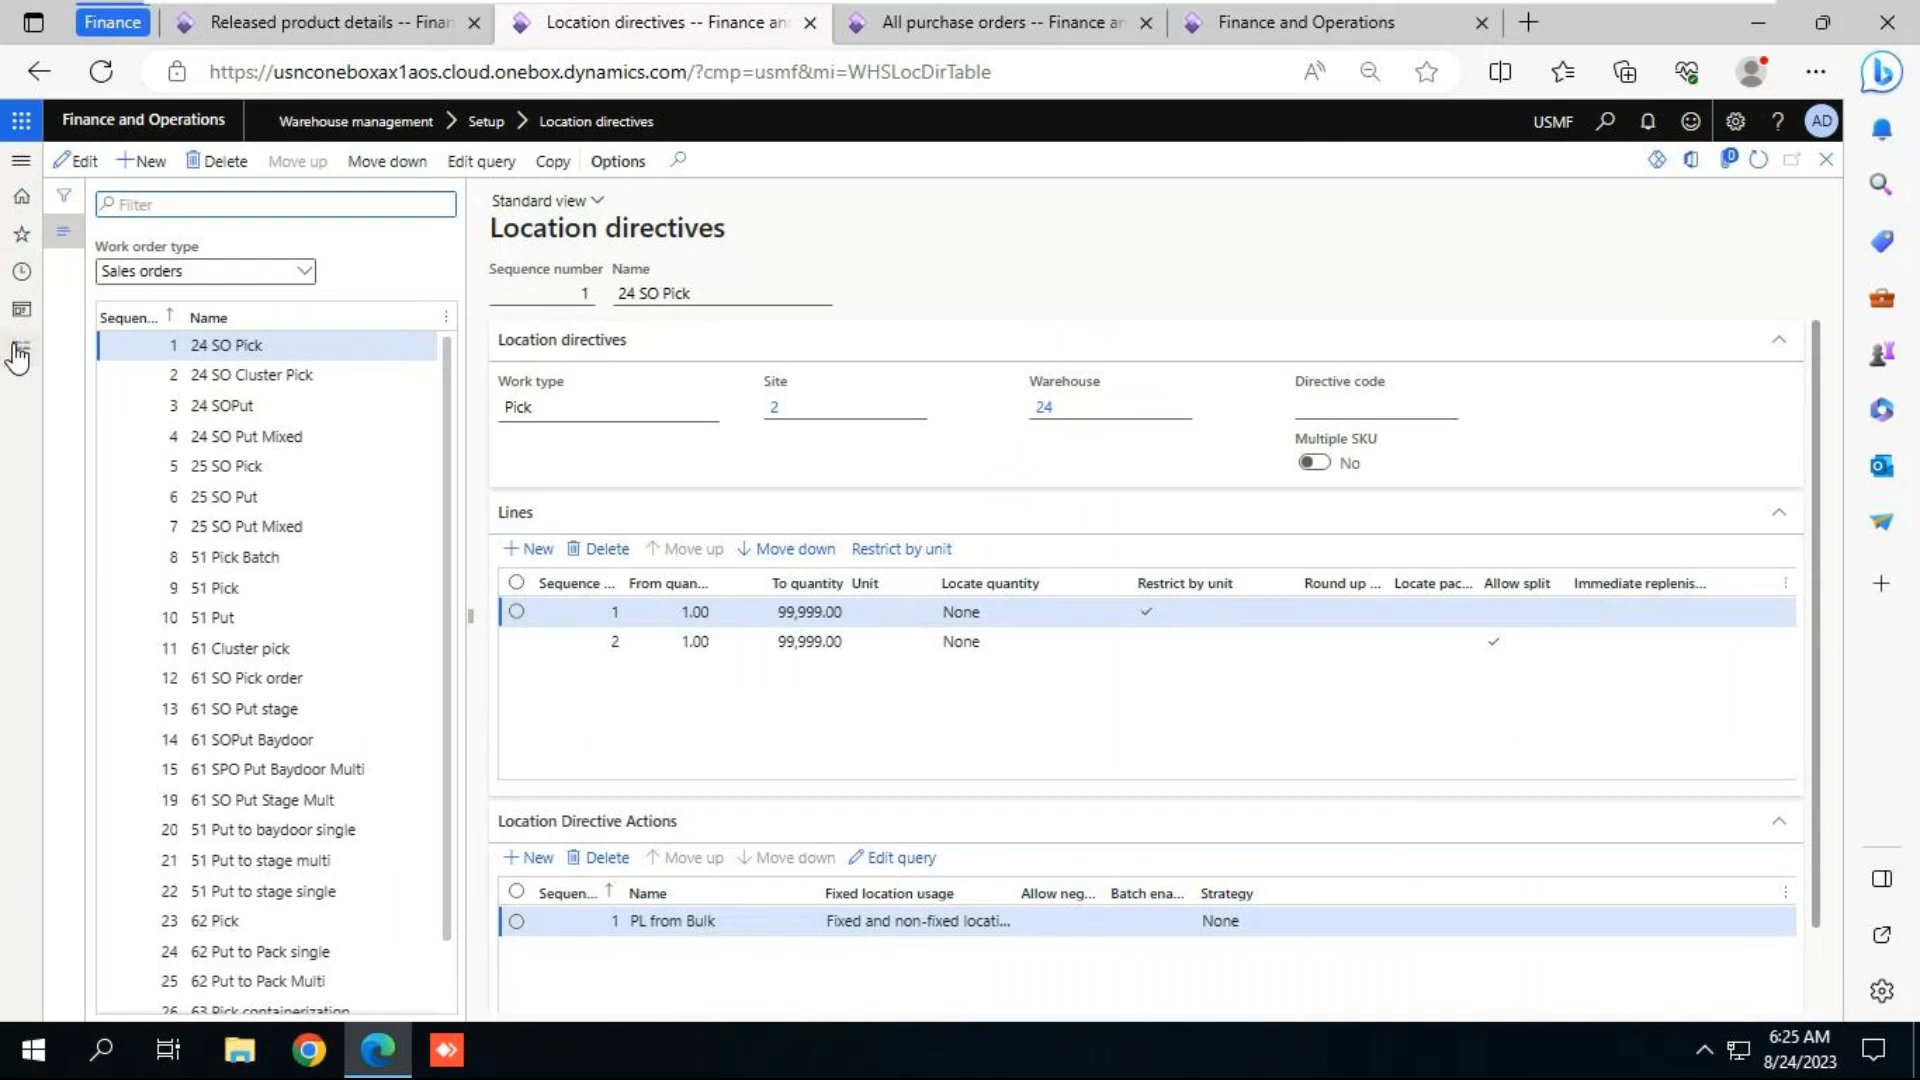 Finance
Released product details -- Finan
Location directives -- Finance and
All purchase orders -- Finance an
Finance and Operations
https://usnconeboxax1aos.cloud.onebox.dynamics.com/?cmp=usmf&mi=WHSLocDirTable
Finance and Operations
Warehouse management > Setup > Location directives
USMF
AD
Edit
New
Delete
Move up
Move down
Edit query
Copy
Options
0
Filter
Work order type
Sales orders
Sequen... Name
1 24 SO Pick
2 24 SO Cluster Pick
3 24 SOPut
4 24 SO Put Mixed
5 25 SO Pick
6 25 SO Put
7 25 SO Put Mixed
8 51 Pick Batch
9 51 Pick
10 51 Put
11 61 Cluster pick
12 61 SO Pick order
13 61 SO Put stage
14 61 SOPut Baydoor
15 61 SPO Put Baydoor Multi
19 61 SO Put Stage Mult
20 51 Put to baydoor single
21 51 Put to stage multi
22 51 Put to stage single
23 62 Pick
24 62 Put to Pack single
25 62 Put to Pack Multi
26 63 Pick containerization
Standard view
Location directives
Sequence number Name
1 24 SO Pick
Location directives
Work type Site Warehouse Directive code
Pick 2 24
Multiple SKU
No
Lines
New Delete Move up Move down Restrict by unit
Sequence ... From quan... To quantity Unit Locate quantity Restrict by unit Round up ... Locate pac... Allow split Immediate replenis...
1 1.00 99,999.00 None
2 1.00 99,999.00 None
Location Directive Actions
New Delete Move up Move down Edit query
Sequen... Name Fixed location usage Allow neg... Batch ena... Strategy
1 PL from Bulk Fixed and non-fixed locati... None
6:25 AM
8/24/2023